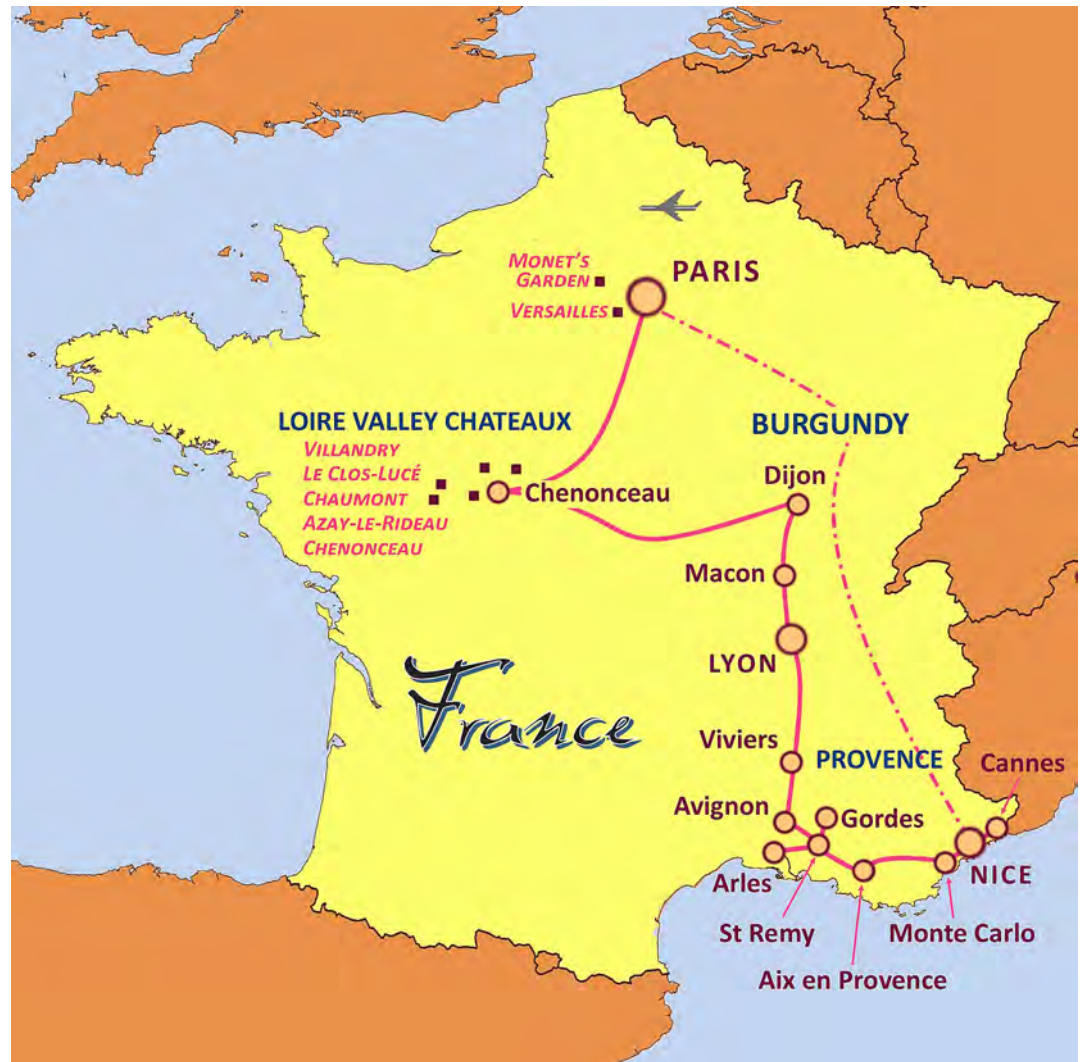 MONET'S
GARDEN
PARIS
VERSAILLES
LOIRE VALLEY CHATEAUX
VILLANDRY
LE CLOS-LUCÉ
CHAUMONT
AZAY-LE-RIDEAU
CHENONCEAU
Chenonceau
BURGUNDY
Dijon
Macon
LYON
France
Viviers
PROVENCE
Cannes
Avignon
Gordes
Arles
NICE
St Remy
Monte Carlo
Aix en Provence